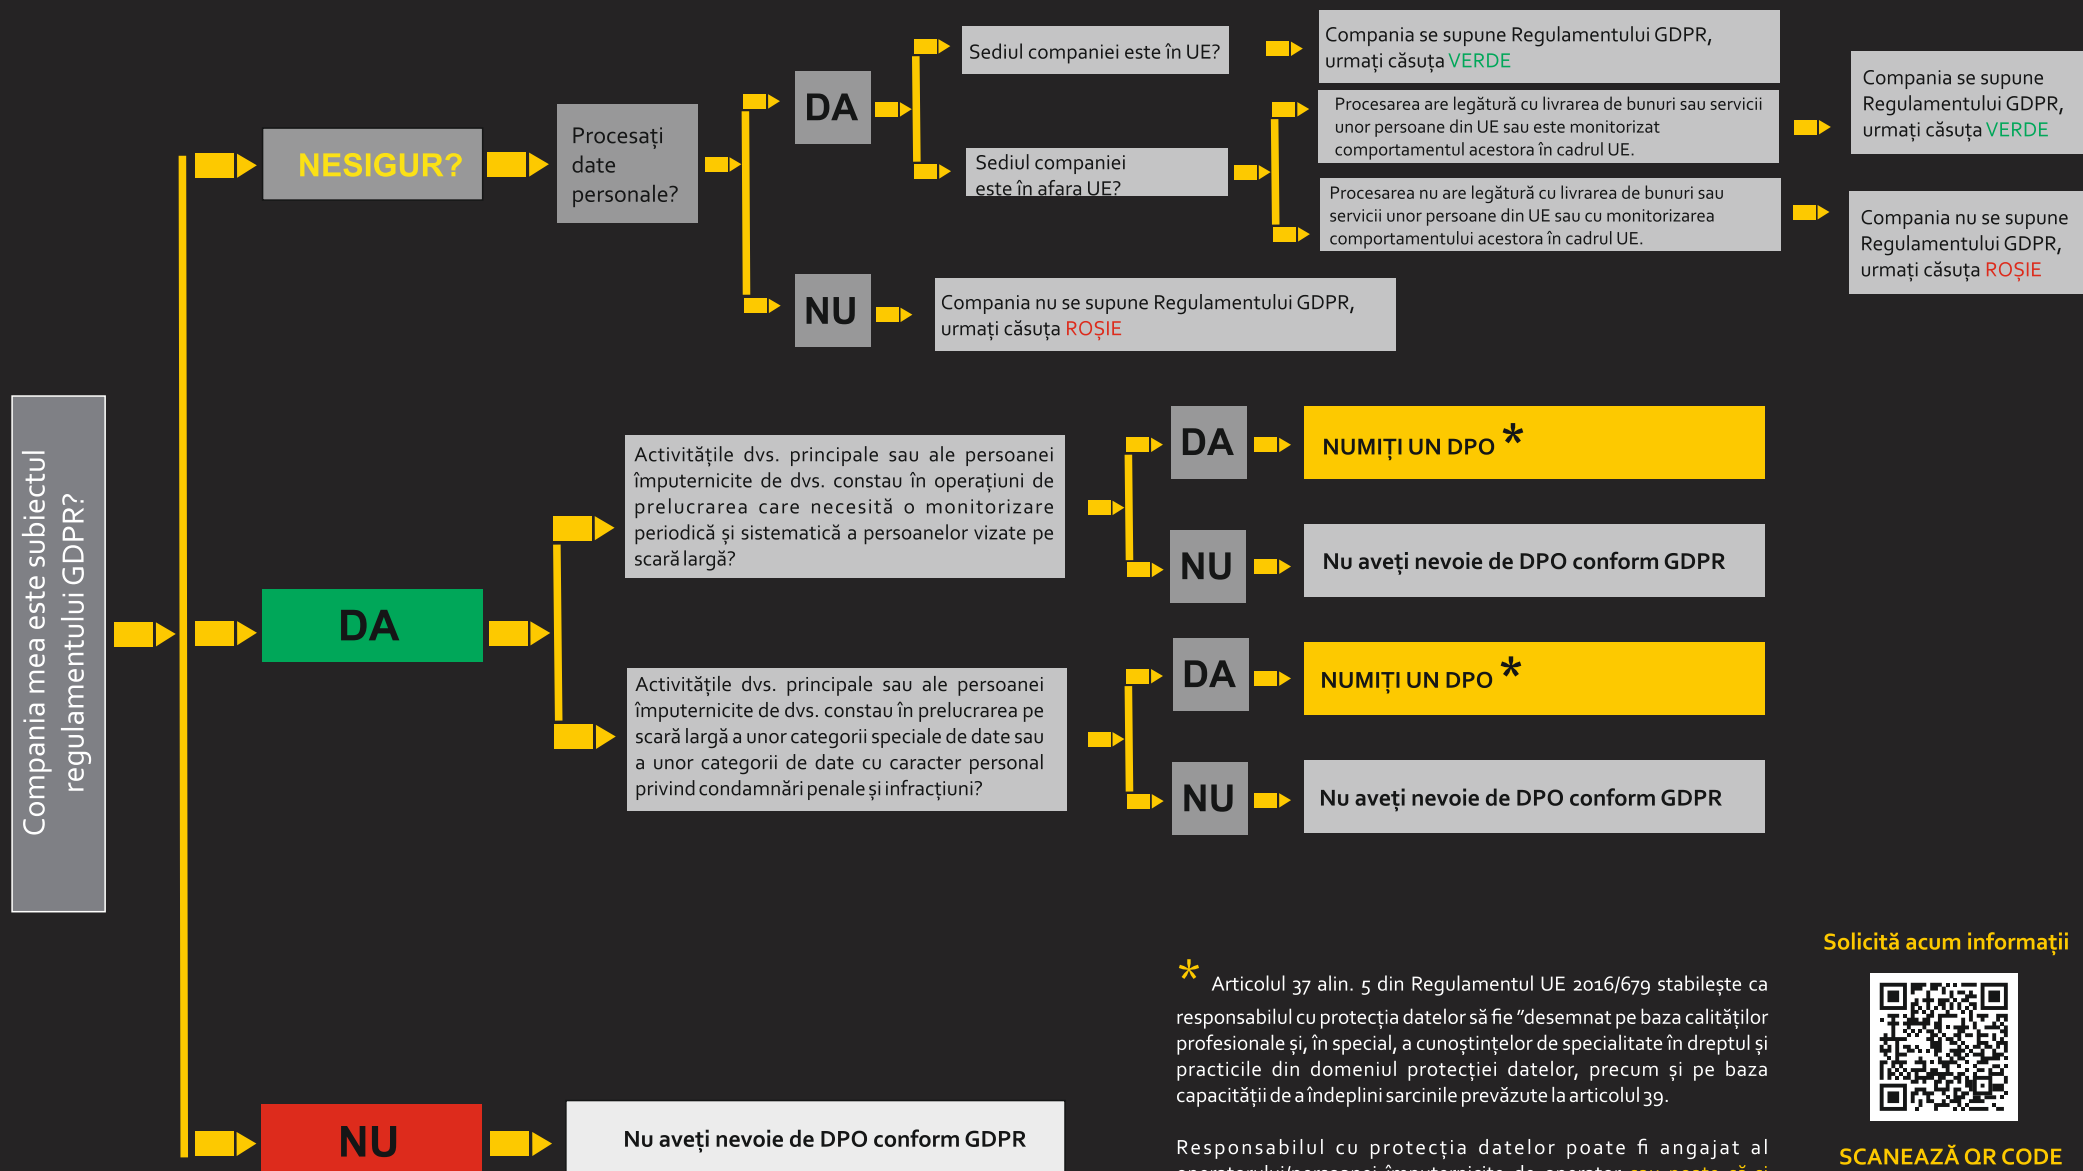 Compania mea este subiectul
regulamentului GDPR?
NESIGUR?
Procesați
date
personale?
DA
Sediul companiei este în UE?
Compania se supune Regulamentului GDPR,
urmați căsuța VERDE
Sediul companiei
este în afara UE?
Procesarea are legătură cu livrarea de bunuri sau servicii
unor persoane din UE sau este monitorizat
comportamentul acestora în cadrul UE.
Compania se supune
Regulamentului GDPR,
urmați căsuța VERDE
Procesarea nu are legătură cu livrarea de bunuri sau
servicii unor persoane din UE sau cu monitorizarea
comportamentului acestora în cadrul UE.
Compania nu se supune
Regulamentului GDPR,
urmați căsuța ROȘIE
NU
Compania nu se supune Regulamentului GDPR,
urmați căsuța ROȘIE
DA
Activitățile dvs. principale sau ale persoanei
împuternicite de dvs. constau în operațiuni de
prelucrarea care necesită o monitorizare
periodică și sistematică a persoanelor vizate pe
scară largă?
DA
NUMIȚI UN DPO *
NU
Nu aveți nevoie de DPO conform GDPR
Activitățile dvs. principale sau ale persoanei
împuternicite de dvs. constau în prelucrarea pe
scară largă a unor categorii speciale de date sau
a unor categorii de date cu caracter personal
privind condamnări penale și infracțiuni?
DA
NUMIȚI UN DPO *
NU
Nu aveți nevoie de DPO conform GDPR
NU
Nu aveți nevoie de DPO conform GDPR
* Articolul 37 alin. 5 din Regulamentul UE 2016/679 stabilește ca
responsabilul cu protecția datelor să fie "desemnat pe baza calităților
profesionale și, în special, a cunoștințelor de specialitate în dreptul și
practicile din domeniul protecției datelor, precum și pe baza
capacității de a îndeplini sarcinile prevăzute la articolul 39.
Responsabilul cu protecția datelor poate fi angajat al
Solicită acum informații
SCANEAZĂ QR CODE